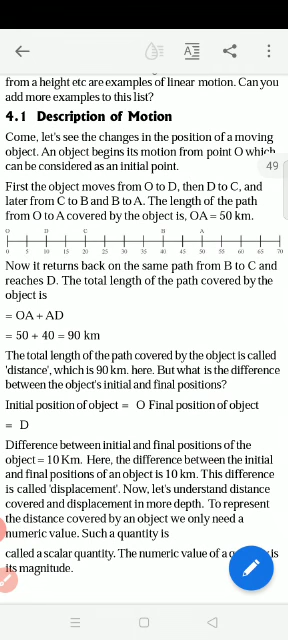 from a height etc are examples of linear motion. Can you
add more examples to this list?
4.1 Description of Motion
Come, let's see the changes in the position of a moving
object. An object begins its motion from point O which
can be considered as an initial point.
49
First the object moves from O to D, then D to C, and
later from C to B and B to A. The length of the path
from O to A covered by the object is, OA = 50 km.
O D C B A
0 5 10 15 20 25 30 35 40 45 50 55 60 65 70
Now it returns back on the same path from B to C and
reaches D. The total length of the path covered by the
object is
= OA + AD
= 50 + 40 = 90 km
The total length of the path covered by the object is called
'distance', which is 90 km. here. But what is the difference
between the object's initial and final positions?
Initial position of object = O Final position of object
= D
Difference between initial and final positions of the
object = 10 Km. Here, the difference between the initial
and final positions of an object is 10 km. This difference
is called 'displacement'. Now, let's understand distance
covered and displacement in more depth. To represent
the distance covered by an object we only need a
numeric value. Such a quantity is
called a scalar quantity. The numeric value of a is
its magnitude.